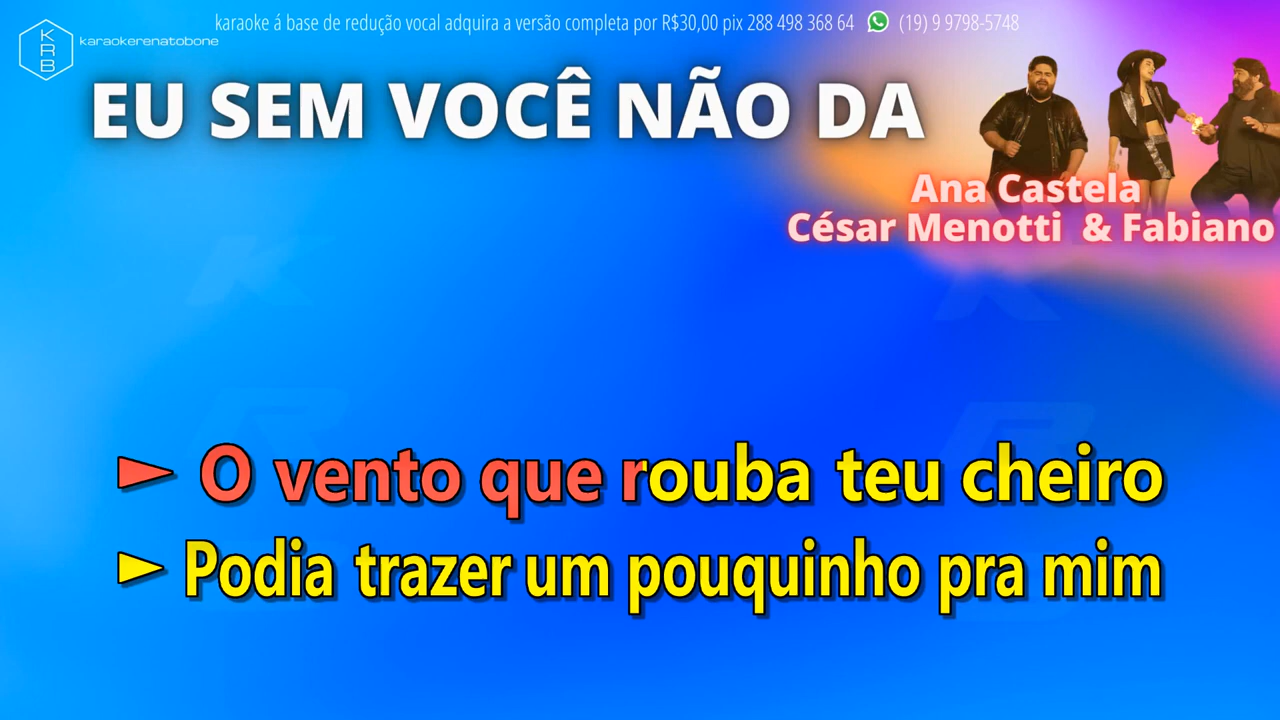 karaoke á base de redução vocal adquira a versão completa por R$30,00 pix 288 498 368 64 (19) 9 9798-5748
KRB
karaokerenatobone
EU SEM VOCÊ NÃO DA
Ana Castela
César Menotti & Fabiano
► O vento que rouba teu cheiro
► Podia trazer um pouquinho pra mim